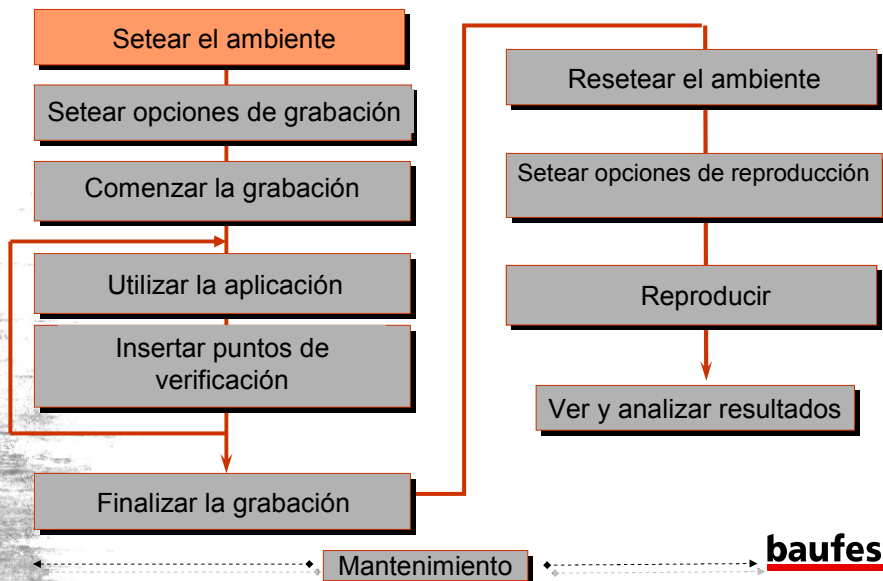 Setear el ambiente
Setear opciones de grabación
Comenzar la grabación
Utilizar la aplicación
Insertar puntos de
verificación
Finalizar la grabación
Resetear el ambiente
Setear opciones de reproducción
Reproducir
Ver y analizar resultados
Mantenimiento
baufes